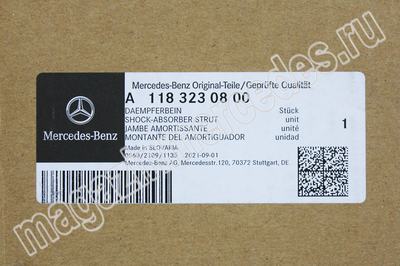 Mercedes-Benz Original-Teile/Geprüfte Qualität
A 118 323 08 00
DAEMPFERBEIN Stück
SHOCK-ABSORBER STRUT unit
JAMBE AMORTISSANTE unité
MONTANTE DEL AMORTIGUADOR unidad
1
Mercedes-Benz
Made in SLOVAKIA
2021-09-01
Mercedes-Benz AG, Mercedesstr.120, 70372 Stuttgart, DE